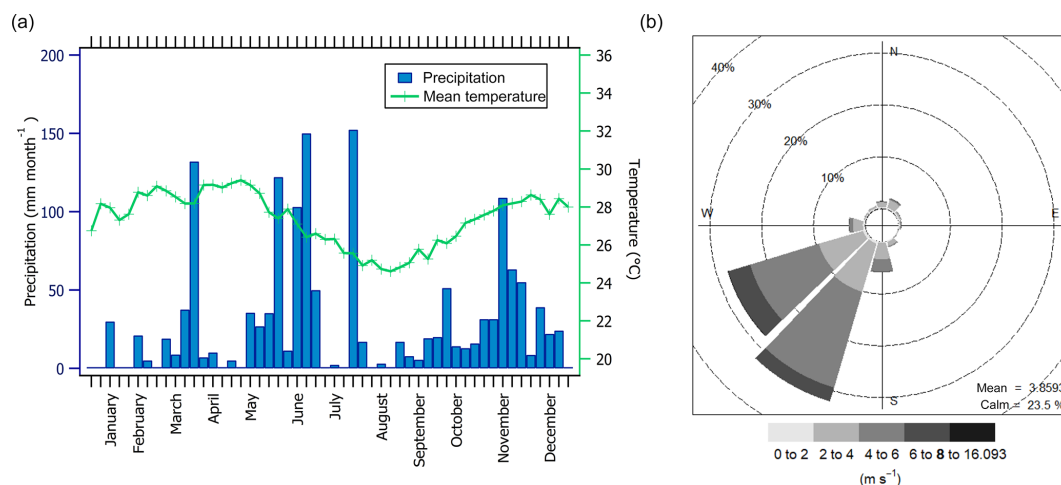 (a)
200
150
100
50
0
Precipitation (mm month⁻¹)
Precipitation
Mean temperature
36
34
32
30
28
26
24
22
20
Temperature (°C)
January
February
March
April
May
June
July
August
September
October
November
December
(b)
N
40%
30%
20%
10%
W
E
S
Mean = 3.8593
Calm = 23.5 %
0 to 2 2 to 4 4 to 6 6 to 8 to 16.093
(m s⁻¹)